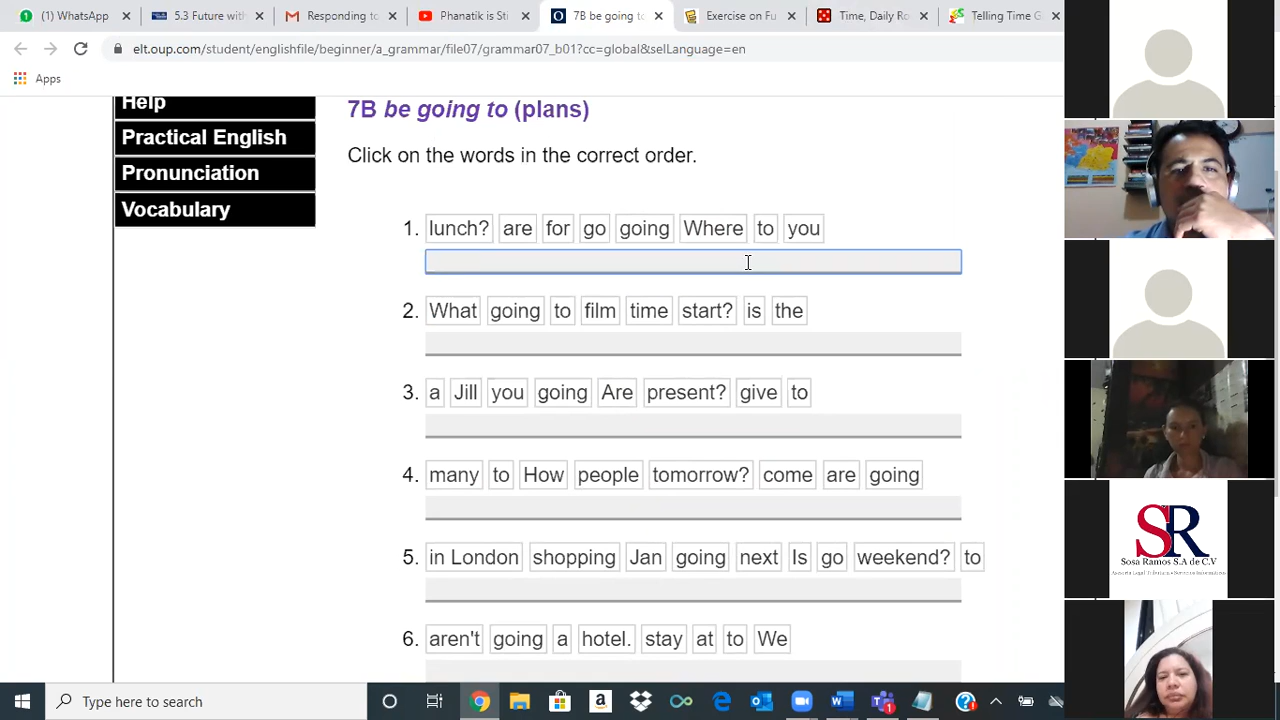 (1) WhatsApp
5.3 Future with
Responding to
Phanatik is Sti
7B be going to
Exercise on Fu
Time, Daily Ro
Telling Time G
elt.oup.com/student/englishfile/beginner/a_grammar/file07/grammar07_b01?cc=global&selLanguage=en
Apps
Help
Practical English
Pronunciation
Vocabulary
7B be going to (plans)
Click on the words in the correct order.
1. lunch? are for go going Where to you
2. What going to film time start? is the
3. a Jill you going Are present? give to
4. many to How people tomorrow? come are going
5. in London shopping Jan going next Is go weekend? to
6. aren't going a hotel. stay at to We
SR
Sosa Ramos S.A de C.V
Type here to search